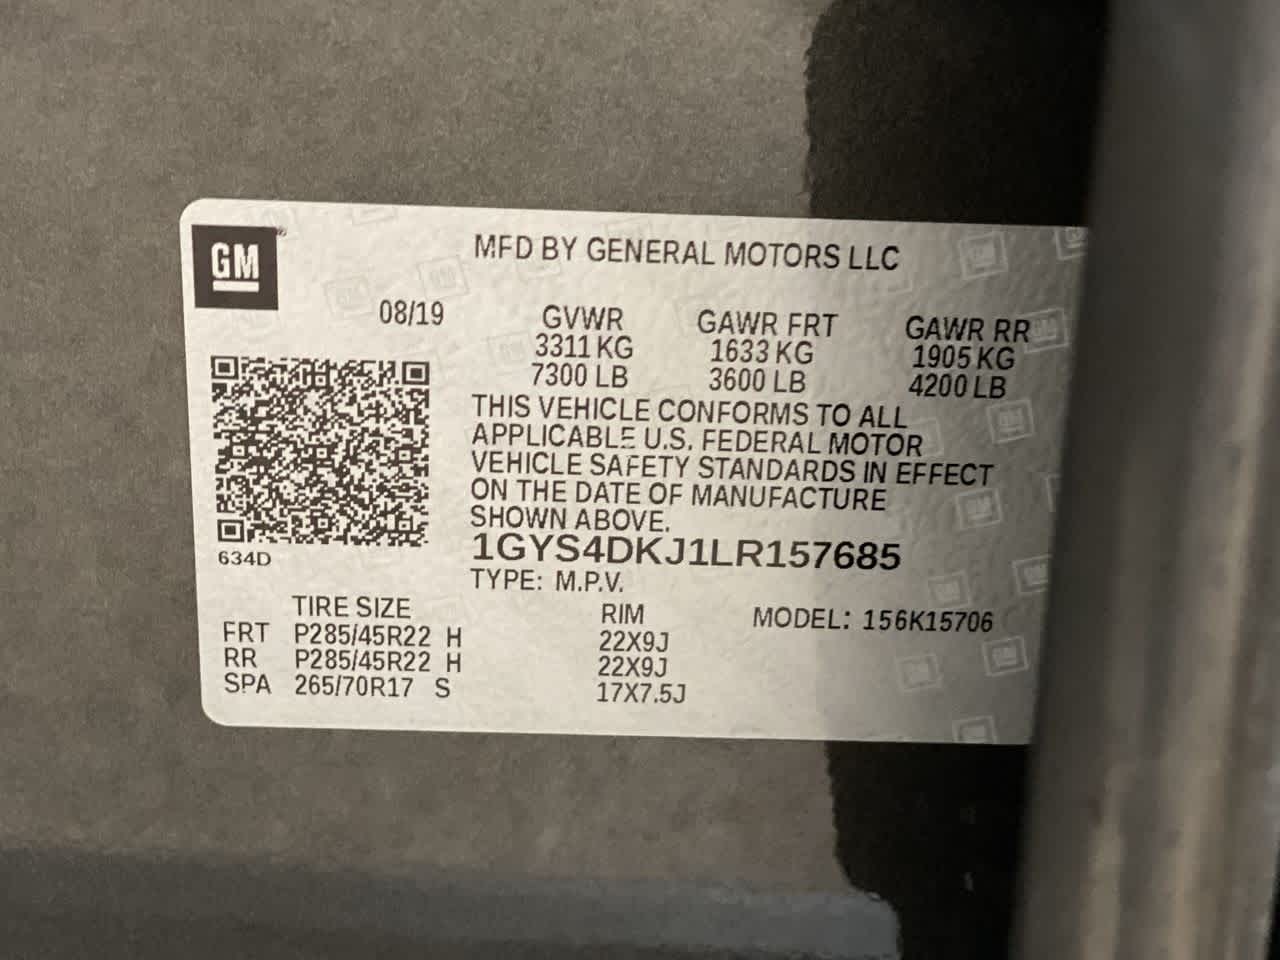 GM
MFD BY GENERAL MOTORS LLC
08/19
GVWR GAWR FRT GAWR RR
3311 KG 1633 KG 1905 KG
7300 LB 3600 LB 4200 LB
THIS VEHICLE CONFORMS TO ALL
APPLICABLE U.S. FEDERAL MOTOR
VEHICLE SAFETY STANDARDS IN EFFECT
ON THE DATE OF MANUFACTURE
SHOWN ABOVE.
634D
1GYS4DKJ1LR157685
TYPE: M.P.V.
TIRE SIZE RIM MODEL: 156K15706
FRT P285/45R22 H 22X9J
RR P285/45R22 H 22X9J
SPA 265/70R17 S 17X7.5J